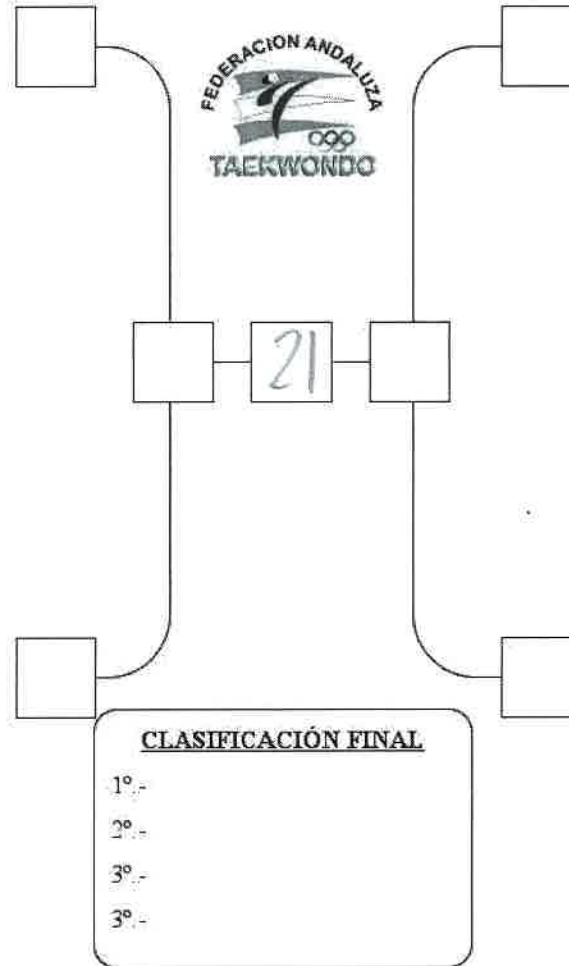 FEDERACION ANDALUZA
TAEKWONDO
21
CLASIFICACIÓN FINAL
1º.-
2º.-
3º.-
3º.-